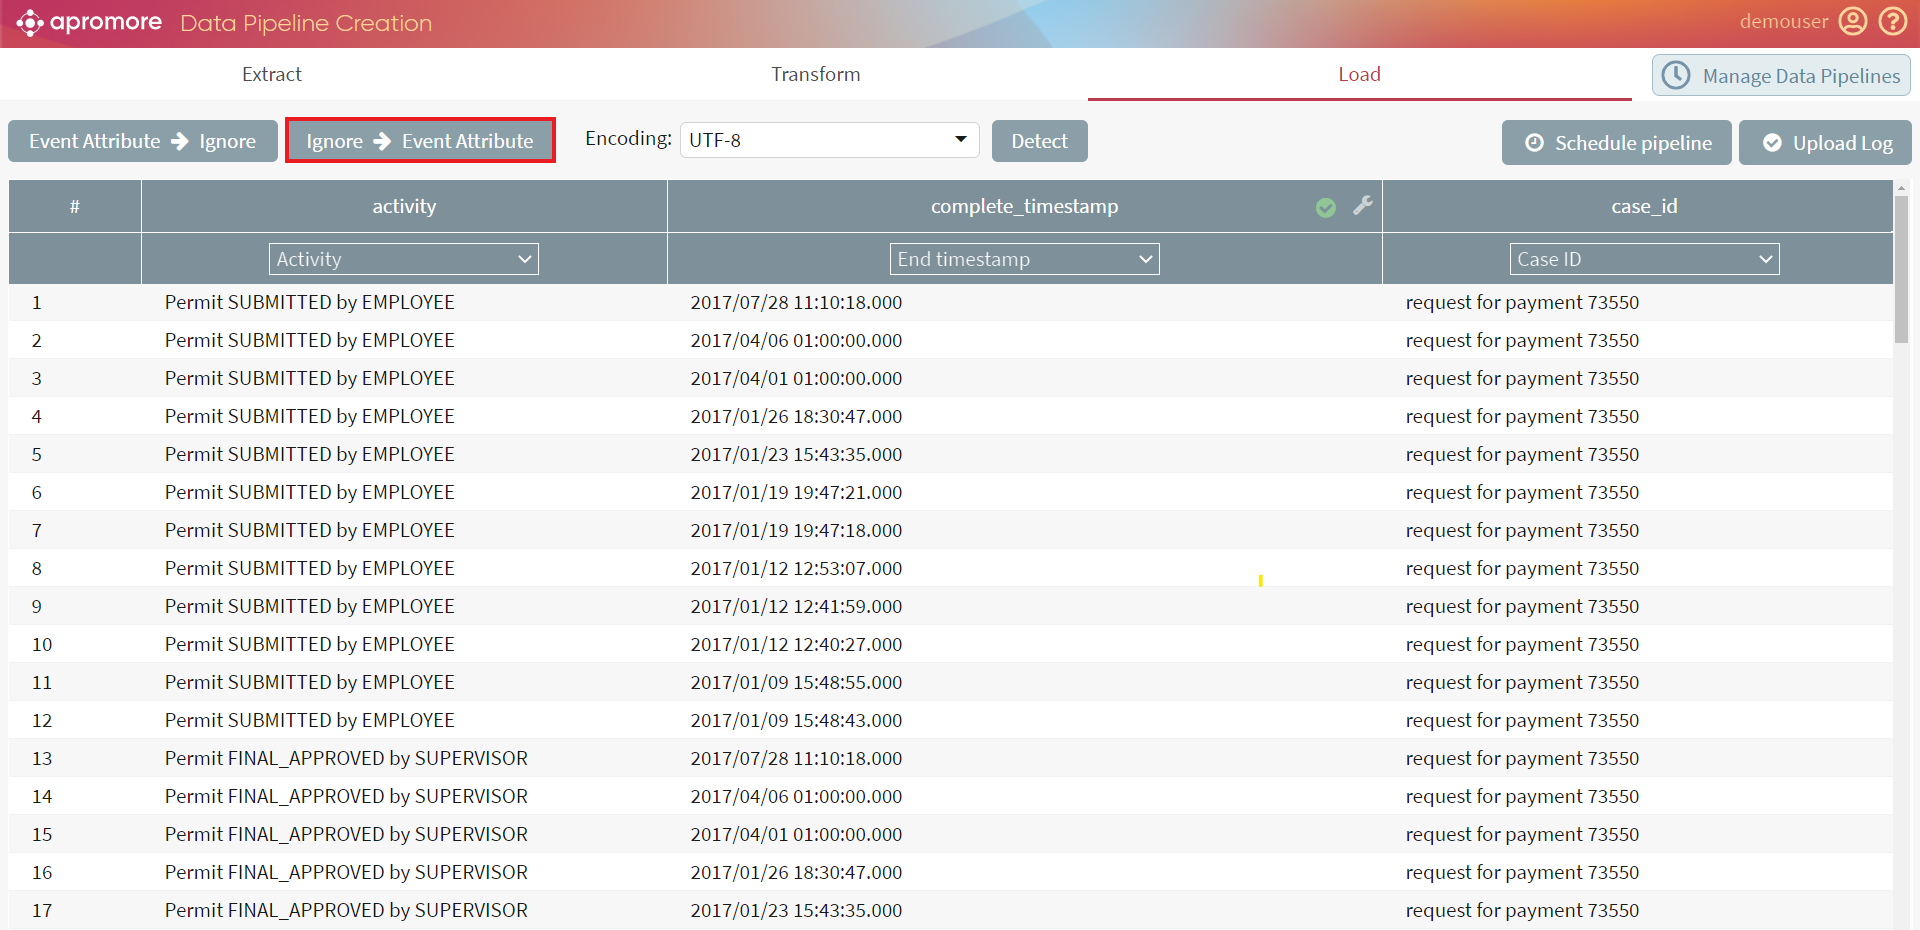 apromore Data Pipeline Creation demouser
Extract Transform Load Manage Data Pipelines
Event Attribute → Ignore Ignore → Event Attribute Encoding: UTF-8 Detect Schedule pipeline Upload Log
# activity complete_timestamp case_id
Activity End timestamp Case ID
1 Permit SUBMITTED by EMPLOYEE 2017/07/28 11:10:18.000 request for payment 73550
2 Permit SUBMITTED by EMPLOYEE 2017/04/06 01:00:00.000 request for payment 73550
3 Permit SUBMITTED by EMPLOYEE 2017/04/01 01:00:00.000 request for payment 73550
4 Permit SUBMITTED by EMPLOYEE 2017/01/26 18:30:47.000 request for payment 73550
5 Permit SUBMITTED by EMPLOYEE 2017/01/23 15:43:35.000 request for payment 73550
6 Permit SUBMITTED by EMPLOYEE 2017/01/19 19:47:21.000 request for payment 73550
7 Permit SUBMITTED by EMPLOYEE 2017/01/19 19:47:18.000 request for payment 73550
8 Permit SUBMITTED by EMPLOYEE 2017/01/12 12:53:07.000 request for payment 73550
9 Permit SUBMITTED by EMPLOYEE 2017/01/12 12:41:59.000 request for payment 73550
10 Permit SUBMITTED by EMPLOYEE 2017/01/12 12:40:27.000 request for payment 73550
11 Permit SUBMITTED by EMPLOYEE 2017/01/09 15:48:55.000 request for payment 73550
12 Permit SUBMITTED by EMPLOYEE 2017/01/09 15:48:43.000 request for payment 73550
13 Permit FINAL_APPROVED by SUPERVISOR 2017/07/28 11:10:18.000 request for payment 73550
14 Permit FINAL_APPROVED by SUPERVISOR 2017/04/06 01:00:00.000 request for payment 73550
15 Permit FINAL_APPROVED by SUPERVISOR 2017/04/01 01:00:00.000 request for payment 73550
16 Permit FINAL_APPROVED by SUPERVISOR 2017/01/26 18:30:47.000 request for payment 73550
17 Permit FINAL_APPROVED by SUPERVISOR 2017/01/23 15:43:35.000 request for payment 73550